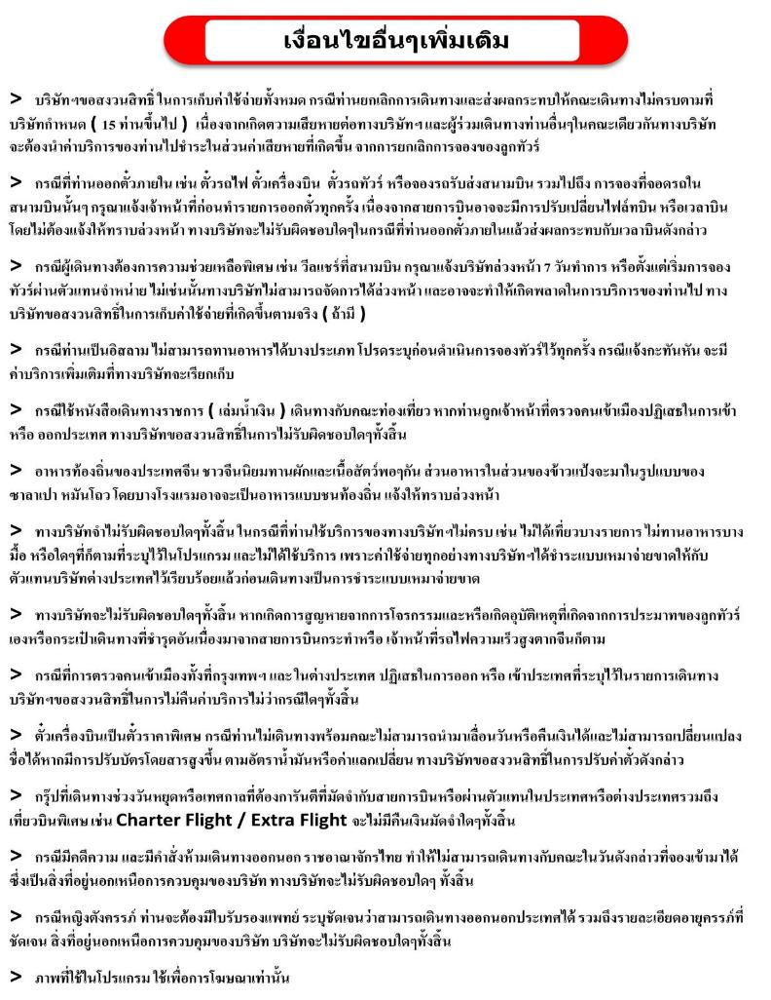 เงื่อนไขอื่นๆเพิ่มเติม
> บริษัทฯขอสงวนสิทธิ์ ในการเก็บค่าใช้จ่ายทั้งหมด กรณีท่านยกเลิกการเดินทางและส่งผลกระทบให้คณะเดินทางไม่ครบตามที่
บริษัทกำหนด ( 15 ท่านขึ้นไป ) เนื่องจากเกิดความเสียหายต่อทางบริษัทฯ และผู้ร่วมเดินทางท่านอื่นๆในคณะเดียวกันทางบริษัท
จะต้องนำค่าบริการของท่านไปชำระในส่วนค่าเสียหายที่เกิดขึ้น จากการยกเลิกการจองของลูกทัวร์
> กรณีที่ท่านออกตั๋วภายใน เช่น ตั๋วรถไฟ ตั๋วเครื่องบิน ตั๋วรถทัวร์ หรือจองรถรับส่งสนามบิน รวมไปถึง การจองที่จอดรถใน
สนามบินนั้นๆ กรุณาแจ้งเจ้าหน้าที่ก่อนทำรายการออกตั๋วทุกครั้ง เนื่องจากสายการบินอาจจะมีการปรับเปลี่ยนไฟล์ทบิน หรือเวลาบิน
โดยไม่ต้องแจ้งให้ทราบล่วงหน้า ทางบริษัทจะไม่รับผิดชอบใดๆในกรณีที่ท่านออกตั๋วภายในแล้วส่งผลกระทบกับเวลาบินดังกล่าว
> กรณีผู้เดินทางต้องการความช่วยเหลือพิเศษ เช่น วีลแชร์ที่สนามบิน กรุณาแจ้งบริษัทล่วงหน้า 7 วันทำการ หรือตั้งแต่เริ่มการจอง
ทัวร์ผ่านตัวแทนจำหน่าย ไม่เช่นนั้นทางบริษัทไม่สามารถจัดการได้ล่วงหน้า และอาจจะทำให้เกิดพลาดในการบริการของท่านไป ทาง
บริษัทขอสงวนสิทธิ์ในการเก็บค่าใช้จ่ายที่เกิดขึ้นตามจริง ( ถ้ามี )
> กรณีท่านเป็นอิสลาม ไม่สามารถทานอาหารได้บางประเภท โปรดระบุก่อนดำเนินการจองทัวร์ไว้ทุกครั้ง กรณีแจ้งกะทันหัน จะมี
ค่าบริการเพิ่มเติมที่ทางบริษัทจะเรียกเก็บ
> กรณีใช้หนังสือเดินทางราชการ ( เล่มน้ำเงิน ) เดินทางกับคณะท่องเที่ยว หากท่านถูกเจ้าหน้าที่ตรวจคนเข้าเมืองปฏิเสธในการเข้า
หรือ ออกประเทศ ทางบริษัทขอสงวนสิทธิ์ในการไม่รับผิดชอบใดๆทั้งสิ้น
> อาหารท้องถิ่นของประเทศจีน ชาวจีนนิยมทานผักและเนื้อสัตว์พอๆกัน ส่วนอาหารในส่วนของข้าวแป้งจะมาในรูปแบบของ
ซาลาเปา หมันโถว โดยบางโรงแรมอาจจะเป็นอาหารแบบชนท้องถิ่น แจ้งให้ทราบล่วงหน้า
> ทางบริษัทจำไม่รับผิดชอบใดๆทั้งสิ้น ในกรณีที่ท่านใช้บริการของทางบริษัทฯไม่ครบ เช่น ไม่ได้เที่ยวบางรายการ ไม่ทานอาหารบาง
มื้อ หรือใดๆก็ตามที่ระบุไว้ในโปรแกรม และไม่ได้ใช้บริการ เพราะค่าใช้จ่ายทุกอย่างทางบริษัทฯได้ชำระแบบเหมาจ่ายขาดให้กับ
ตัวแทนบริษัทต่างประเทศไว้เรียบร้อยแล้วก่อนเดินทางเป็นการชำระแบบเหมาจ่ายขาด
> ทางบริษัทจะไม่รับผิดชอบใดๆทั้งสิ้น หากเกิดการสูญหายจากการโจรกรรมและหรือเกิดอุบัติเหตุที่เกิดจากการประมาทของลูกทัวร์
เองหรือกระเป๋าเดินทางที่ชำรุดอันเนื่องมาจากสายการบินกระทำหรือ เจ้าหน้าที่รถไฟความเร็วสูงตากจีนก็ตาม
> กรณีที่การตรวจคนเข้าเมืองทั้งที่กรุงเทพฯ และ ในต่างประเทศ ปฏิเสธในการออก หรือ เข้าประเทศที่ระบุไว้ในรายการเดินทาง
บริษัทฯขอสงวนสิทธิ์ในการไม่คืนค่าบริการไม่ว่ากรณีใดๆทั้งสิ้น
> ตั๋วเครื่องบินเป็นตั๋วราคาพิเศษ กรณีท่านไม่เดินทางพร้อมคณะไม่สามารถนำมาเลื่อนวันหรือคืนเงินได้และไม่สามารถเปลี่ยนแปลง
ชื่อได้หากมีการปรับบัตรโดยสารสูงขึ้น ตามอัตราน้ำมันหรือค่าแลกเปลี่ยน ทางบริษัทขอสงวนสิทธิ์ในการปรับค่าตั๋วดังกล่าว
> กรุ๊ปที่เดินทางช่วงวันหยุดหรือเทศกาลที่ต้องการันตีที่มัดจำกับสายการบินหรือผ่านตัวแทนในประเทศหรือต่างประเทศรวมถึง
เที่ยวบินพิเศษ เช่น Charter Flight / Extra Flight จะไม่มีคืนเงินมัดจำใดๆทั้งสิ้น
> กรณีมีคดีความ และมีคำสั่งห้ามเดินทางออกนอก ราชอาณาจักรไทย ทำให้ไม่สามารถเดินทางกับคณะในวันดังกล่าวที่จองเข้ามาได้
ซึ่งเป็นสิ่งที่อยู่นอกเหนือการควบคุมของบริษัท ทางบริษัทจะไม่รับผิดชอบใดๆ ทั้งสิ้น
> กรณีหญิงตังครรภ์ ท่านจะต้องมีใบรับรองแพทย์ ระบุชัดเจนว่าสามารถเดินทางออกนอกประเทศได้ รวมถึงรายละเอียดอายุครรภ์ที่
ชัดเจน สิ่งที่อยู่นอกเหนือการควบคุมของบริษัท บริษัทจะไม่รับผิดชอบใดๆทั้งสิ้น
> ภาพที่ใช้ในโปรแกรม ใช้เพื่อการโฆษณาเท่านั้น